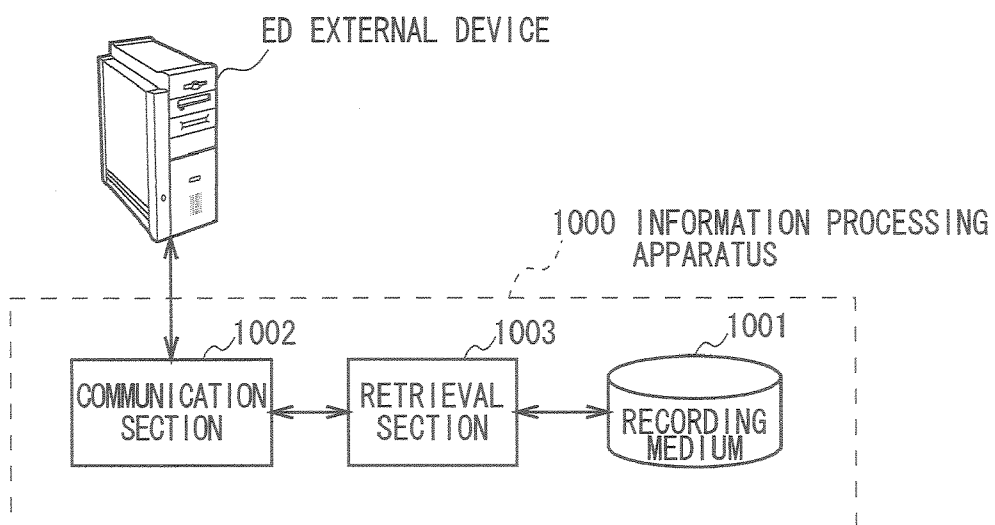 ED EXTERNAL DEVICE
1000 INFORMATION PROCESSING
APPARATUS
1002
1003
1001
COMMUNICATION
SECTION
RETRIEVAL
SECTION
RECORDING
MEDIUM